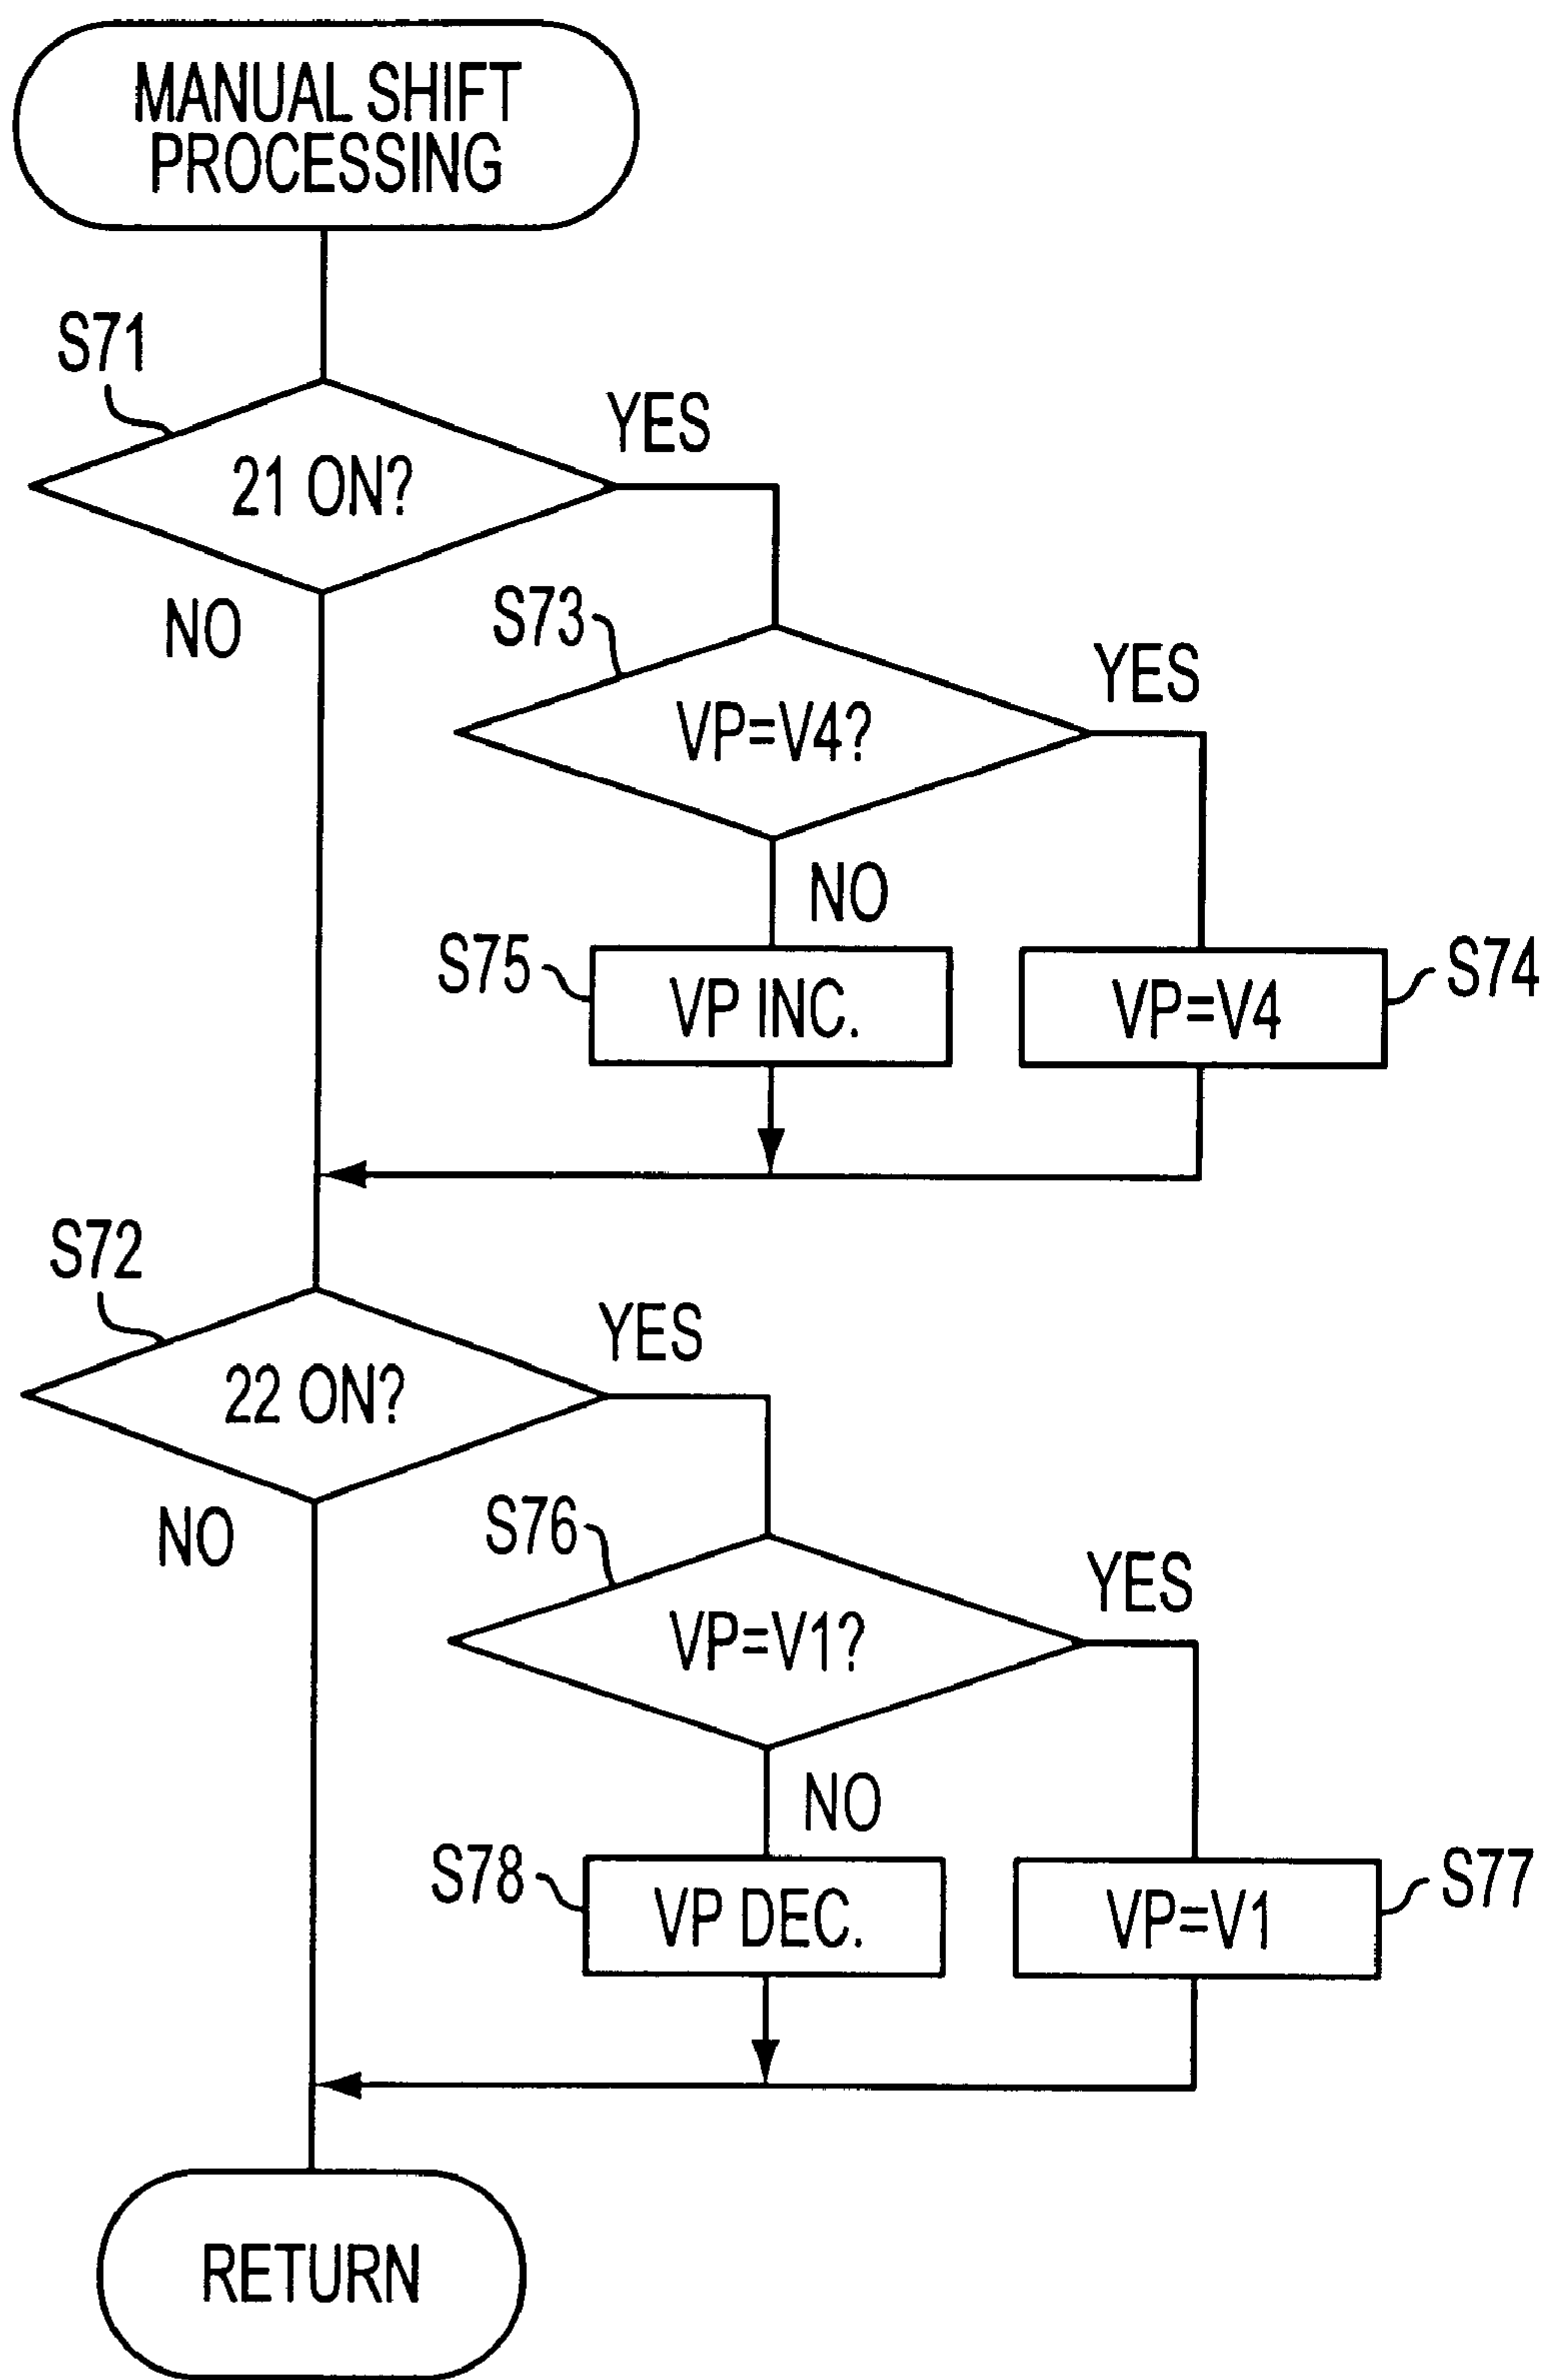 MANUAL SHIFT
PROCESSING
S71
21 ON?
YES
NO
S73
VP=V4?
YES
NO
S75
VP INC.
VP=V4
S74
S72
22 ON?
YES
NO
S76
VP=V1?
YES
NO
S78
VP DEC.
VP=V1
S77
RETURN